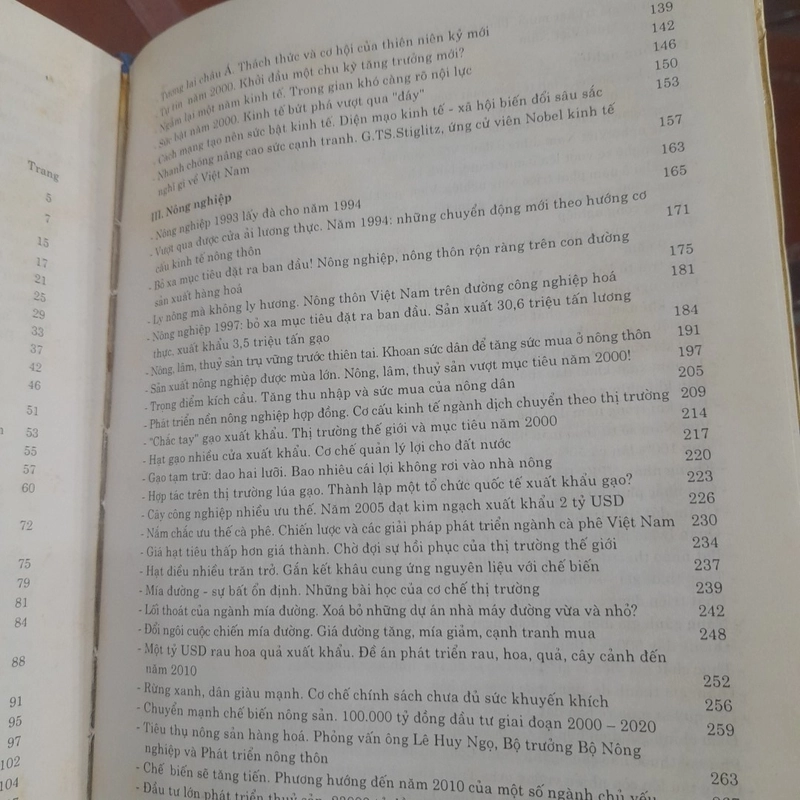 Trang
5
7
15
17
21
25
29
33
37
42
46
51
53
55
57
60
72
75
79
81
84
88
91
95
97
102
104
139
- Tương lai châu Á. Thách thức và cơ hội của thiên niên kỷ mới 142
- Tự tin năm 2000. Khởi đầu một chu kỳ tăng trưởng mới? 146
- Ngẫm lại một năm kinh tế. Trong gian khó càng rõ nội lực 150
- Sức bật năm 2000. Kinh tế bứt phá vượt qua "đáy" 153
- Cách mạng tạo nên sức bật kinh tế. Diện mạo kinh tế - xã hội biến đổi sâu sắc
- Nhanh chóng nâng cao sức cạnh tranh. G.TS.Stiglitz, ứng cử viên Nobel kinh tế 157
nghĩ gì về Việt Nam
163
III. Nông nghiệp
- Nông nghiệp 1993 lấy đà cho năm 1994 165
- Vượt qua được cửa ải lương thực. Năm 1994: những chuyển động mới theo hướng cơ
cấu kinh tế nông thôn 171
- Bỏ xa mục tiêu đặt ra ban đầu! Nông nghiệp, nông thôn rộn ràng trên con đường
sản xuất hàng hoá 175
- Ly nông mà không ly hương. Nông thôn Việt Nam trên đường công nghiệp hoá 181
- Nông nghiệp 1997: bỏ xa mục tiêu đặt ra ban đầu. Sản xuất 30,6 triệu tấn lương
thực, xuất khẩu 3,5 triệu tấn gạo 184
- Nông, lâm, thuỷ sản trụ vững trước thiên tai. Khoan sức dân để tăng sức mua ở nông thôn 191
- Sản xuất nông nghiệp được mùa lớn. Nông, lâm, thuỷ sản vượt mục tiêu năm 2000! 197
- Trọng điểm kích cầu. Tăng thu nhập và sức mua của nông dân 205
- Phát triển nền nông nghiệp hợp đồng. Cơ cấu kinh tế ngành dịch chuyển theo thị trường 209
- "Chắc tay" gạo xuất khẩu. Thị trường thế giới và mục tiêu năm 2000 214
- Hạt gạo nhiều cửa xuất khẩu. Cơ chế quản lý lợi cho đất nước 217
- Gạo tạm trữ: dao hai lưỡi. Bao nhiêu cái lợi không rơi vào nhà nông 220
- Hợp tác trên thị trường lúa gạo. Thành lập một tổ chức quốc tế xuất khẩu gạo? 223
- Cây công nghiệp nhiều ưu thế. Năm 2005 đạt kim ngạch xuất khẩu 2 tỷ USD 226
- Nắm chắc ưu thế cà phê. Chiến lược và các giải pháp phát triển ngành cà phê Việt Nam 230
- Giá hạt tiêu thấp hơn giá thành. Chờ đợi sự hồi phục của thị trường thế giới 234
- Hạt điều nhiều trăn trở. Gắn kết khâu cung ứng nguyên liệu với chế biến 237
- Mía đường - sự bất ổn định. Những bài học của cơ chế thị trường 239
- Lối thoát của ngành mía đường. Xoá bỏ những dự án nhà máy đường vừa và nhỏ? 242
- Đổi ngôi cuộc chiến mía đường. Giá đường tăng, mía giảm, cạnh tranh mua 248
- Một tỷ USD rau hoa quả xuất khẩu. Đề án phát triển rau, hoa, quả, cây cảnh đến
năm 2010 252
- Rừng xanh, dân giàu mạnh. Cơ chế chính sách chưa đủ sức khuyến khích 256
- Chuyển mạnh chế biến nông sản. 100.000 tỷ đồng đầu tư giai đoạn 2000 – 2020 259
- Tiêu thụ nông sản hàng hoá. Phỏng vấn ông Lê Huy Ngọ, Bộ trưởng Bộ Nông
nghiệp và Phát triển nông thôn 263
- Chế biến sẽ tăng tiến. Phương hướng đến năm 2010 của một số ngành chủ yếu
- Đầu tư lớn phát triển thuỷ sản.